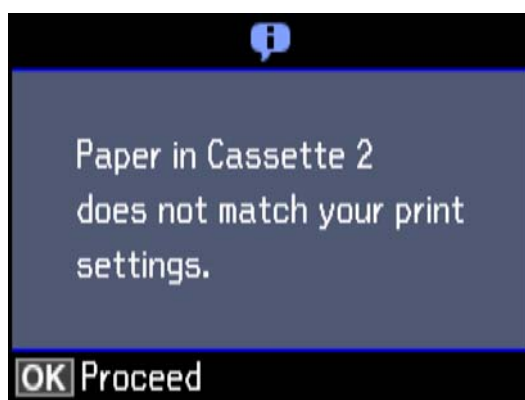 Paper in Cassette 2
does not match your print
settings.
OK Proceed